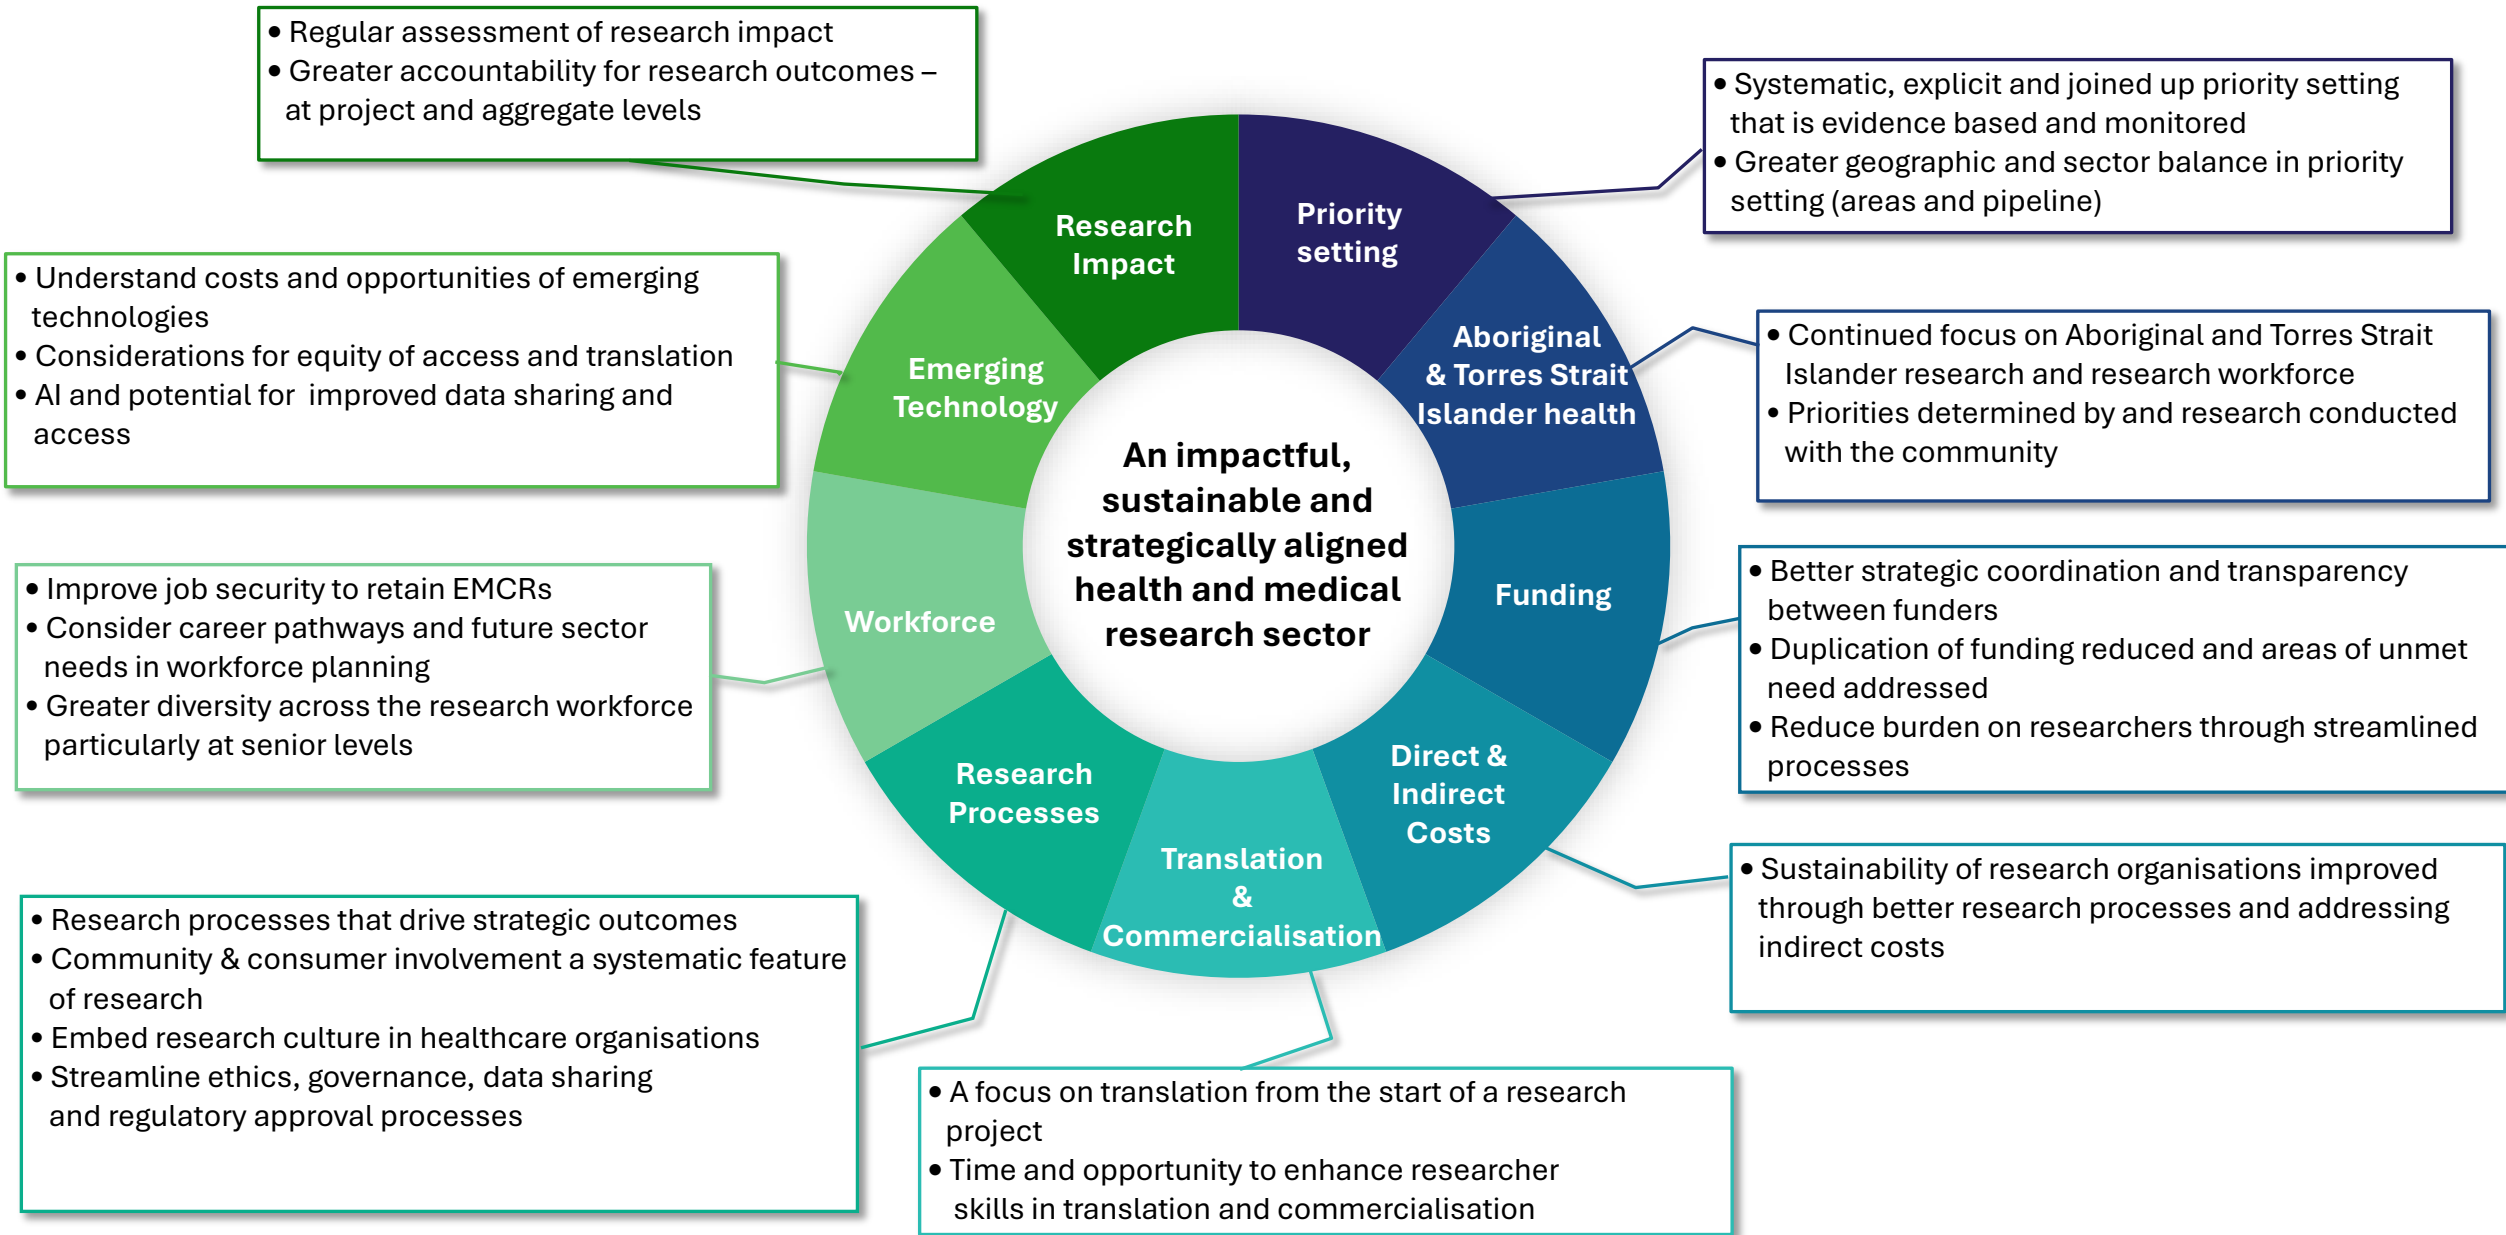 • Regular assessment of research impact
• Greater accountability for research outcomes –
at project and aggregate levels
• Systematic, explicit and joined up priority setting
that is evidence based and monitored
• Greater geographic and sector balance in priority
setting (areas and pipeline)
Research
Impact
Priority
setting
• Understand costs and opportunities of emerging
technologies
• Considerations for equity of access and translation
• AI and potential for  improved data sharing and
access
Emerging
Technology
Aboriginal
& Torres Strait
Islander health
• Continued focus on Aboriginal and Torres Strait
Islander research and research workforce
• Priorities determined by and research conducted
with the community
An impactful,
sustainable and
strategically aligned
health and medical
research sector
• Improve job security to retain EMCRs
• Consider career pathways and future sector
needs in workforce planning
• Greater diversity across the research workforce
particularly at senior levels
Workforce
Funding
• Better strategic coordination and transparency
between funders
• Duplication of funding reduced and areas of unmet
need addressed
• Reduce burden on researchers through streamlined
processes
Research
Processes
Direct &
Indirect
Costs
Translation
&
Commercialisation
• Sustainability of research organisations improved
through better research processes and addressing
indirect costs
• Research processes that drive strategic outcomes
• Community & consumer involvement a systematic feature
of research
• Embed research culture in healthcare organisations
• Streamline ethics, governance, data sharing
and regulatory approval processes
• A focus on translation from the start of a research
project
• Time and opportunity to enhance researcher
skills in translation and commercialisation